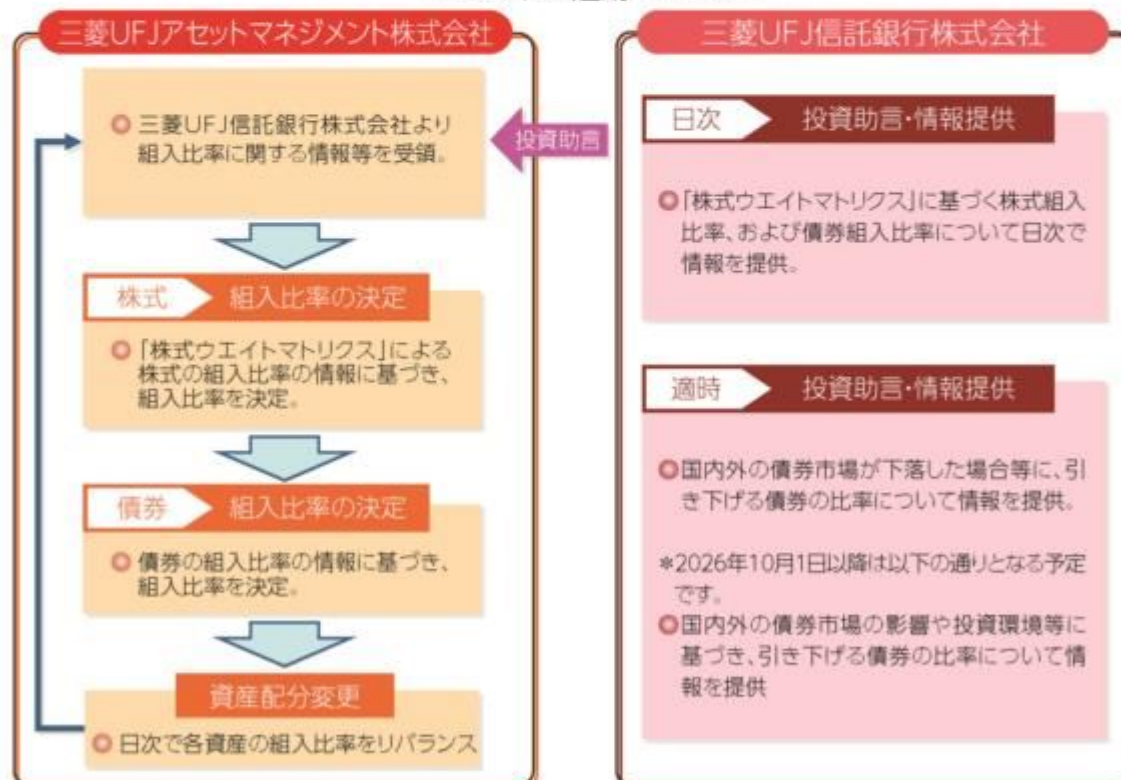 三菱UFJアセットマネジメント株式会社
◎ 三菱UFJ信託銀行株式会社より
組入比率に関する情報等を受領。
株式 組入比率の決定
◎ 「株式ウエイトマトリクス」による
株式の組入比率の情報に基づき、
組入比率を決定。
債券 組入比率の決定
◎ 債券の組入比率の情報に基づき、
組入比率を決定。
資産配分変更
◎ 日次で各資産の組入比率をリバランス
投資助言
三菱UFJ信託銀行株式会社
日次 投資助言・情報提供
◎「株式ウエイトマトリクス」に基づく株式組入
比率、および債券組入比率について日次で
情報を提供。
適時 投資助言・情報提供
◎国内外の債券市場が下落した場合等に、引
き下げる債券の比率について情報を提供。
*2026年10月1日以降は以下の通りとなる予定
です。
◎国内外の債券市場の影響や投資環境等に
基づき、引き下げる債券の比率について情
報を提供